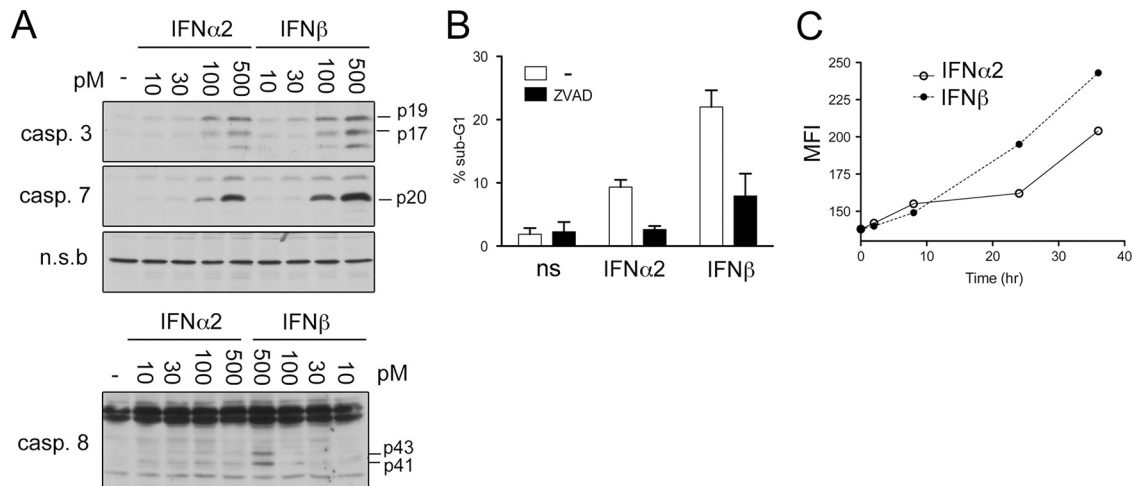 A
IFNα2 IFNβ
pM - 10 30 100 500 10 30 100 500
casp. 3
p19
p17
casp. 7
p20
n.s.b
IFNα2 IFNβ
- 10 30 100 500 500 100 30 10 pM
casp. 8
p43
p41
B
30
20
10
0
% sub-G1
-
ZVAD
ns IFNα2 IFNβ
C
250
225
200
175
150
MFI
IFNα2
IFNβ
0 10 20 30 40
Time (hr)